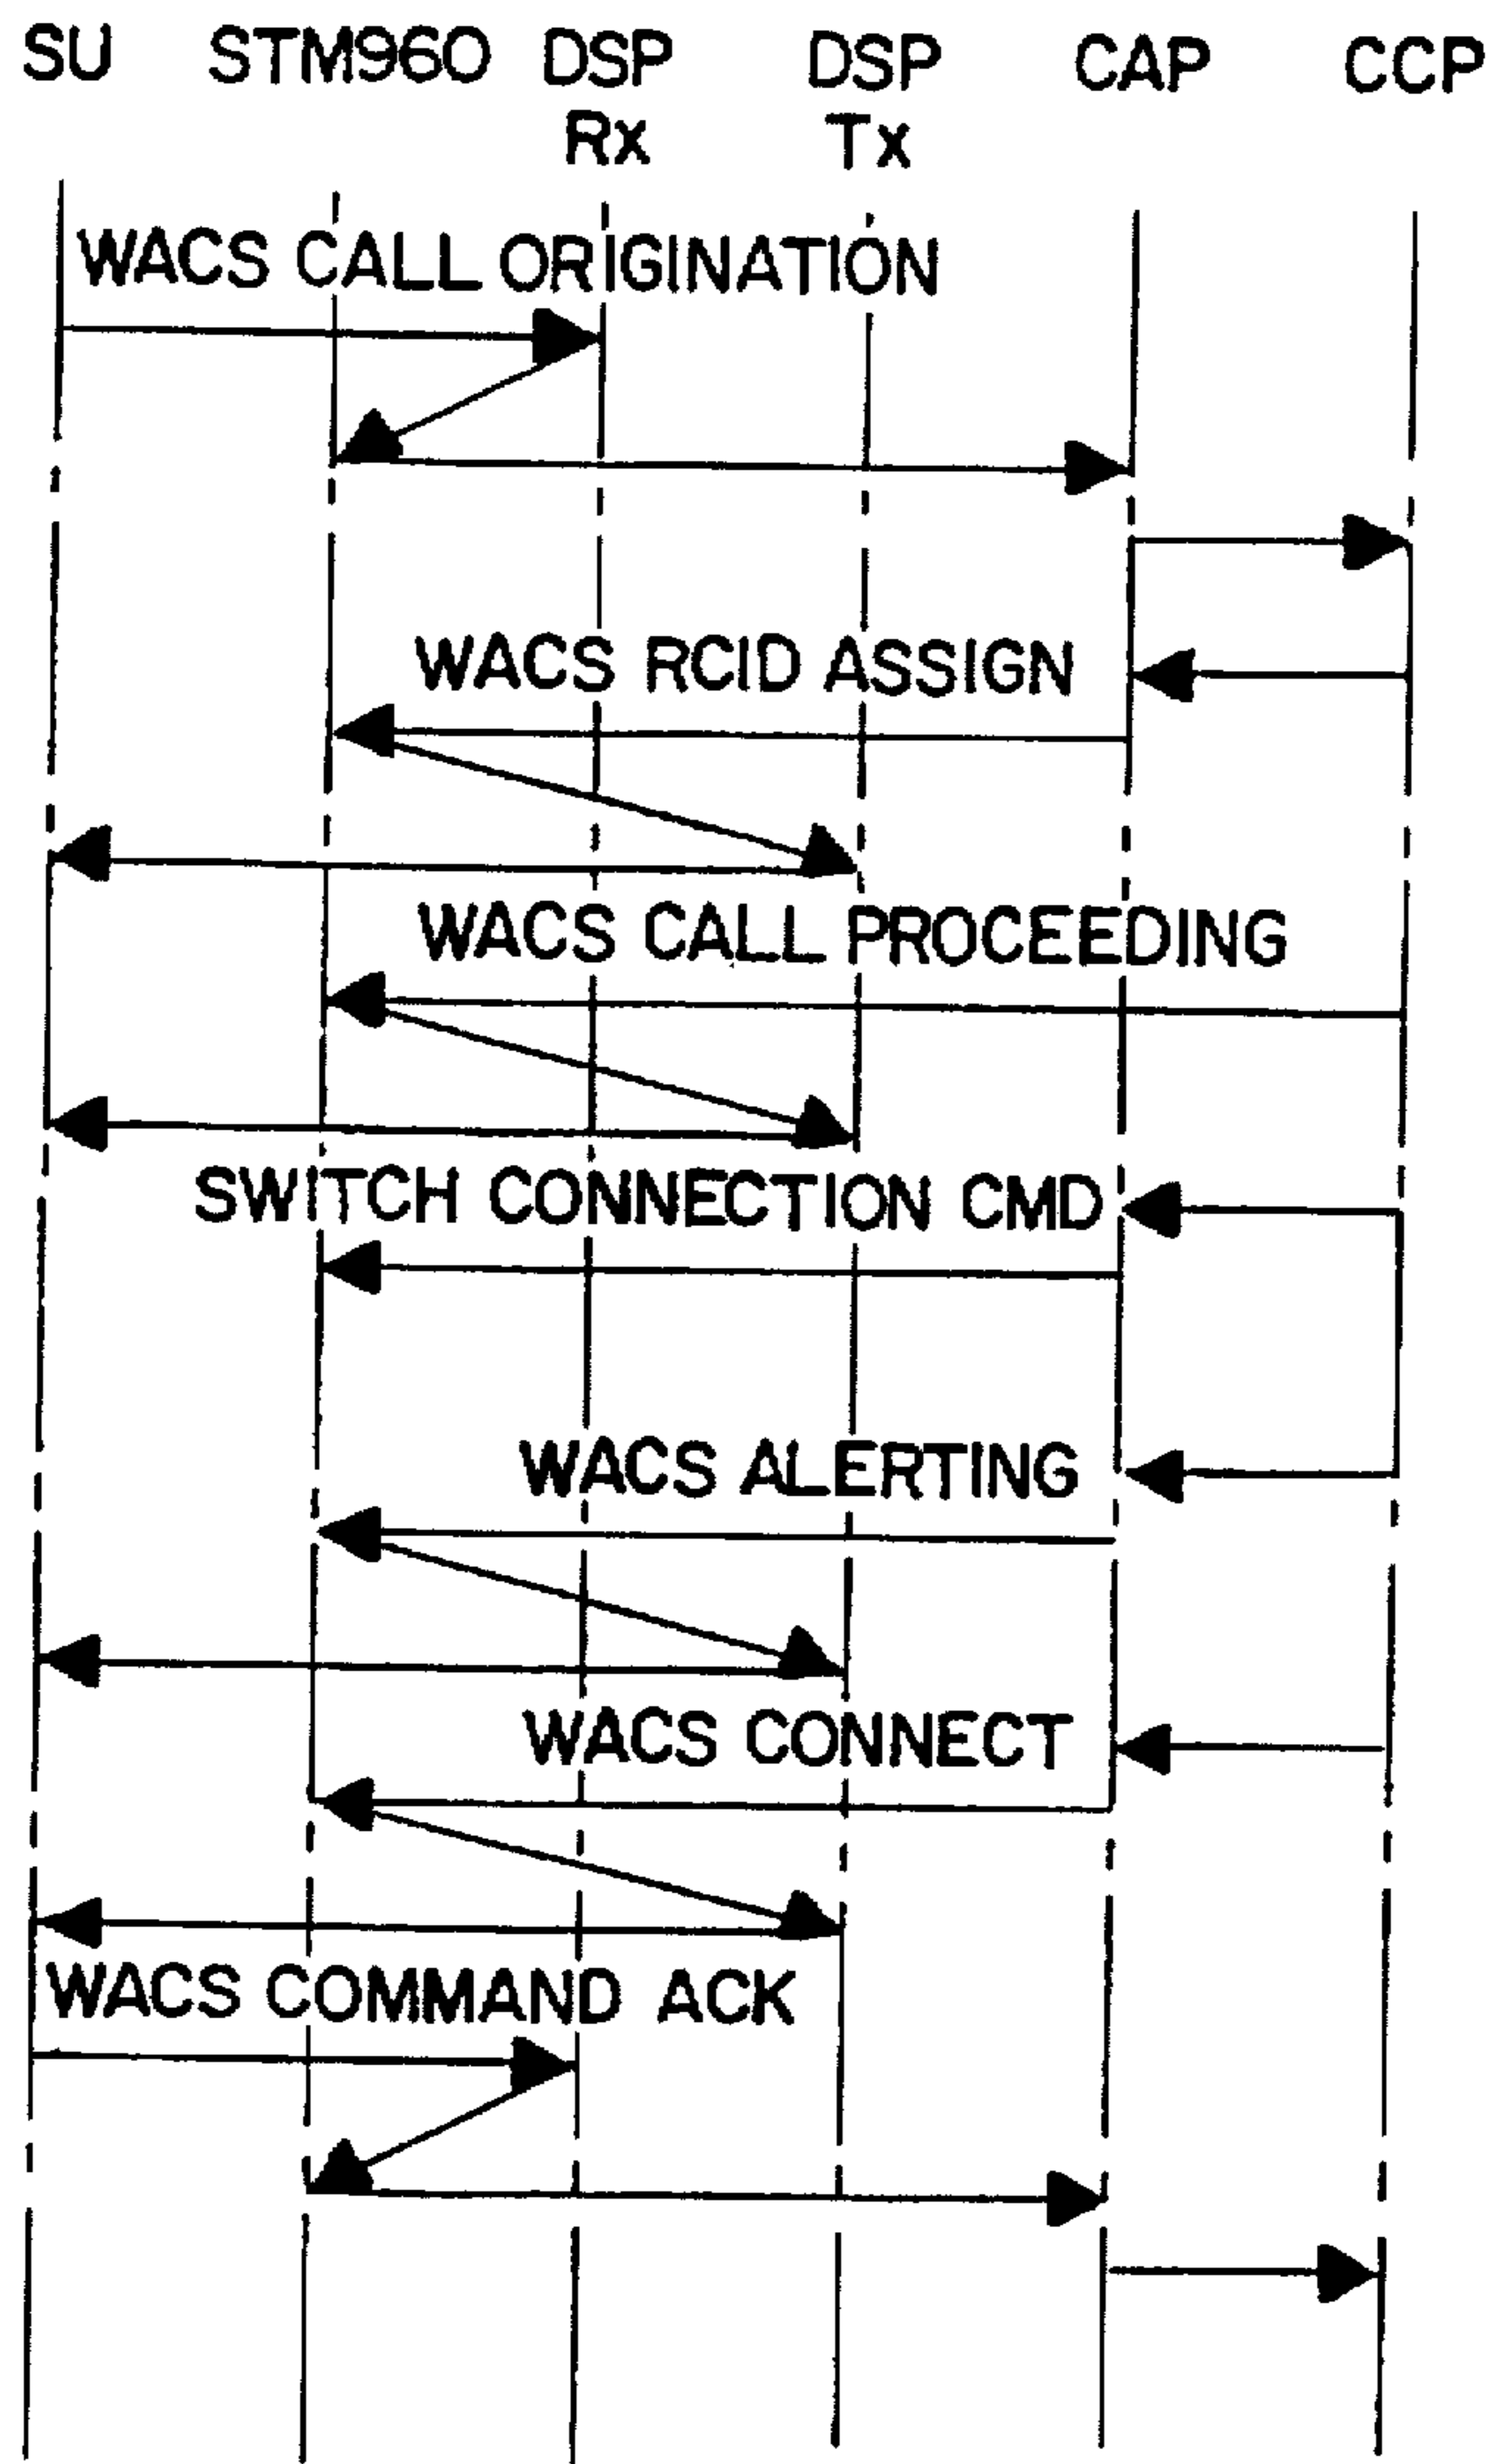 SU STM960 DSP Rx DSP Tx CAP CCP
WACS CALL ORIGINATION
WACS RCID ASSIGN
WACS CALL PROCEEDING
SWITCH CONNECTION CMD
WACS ALERTING
WACS CONNECT
WACS COMMAND ACK